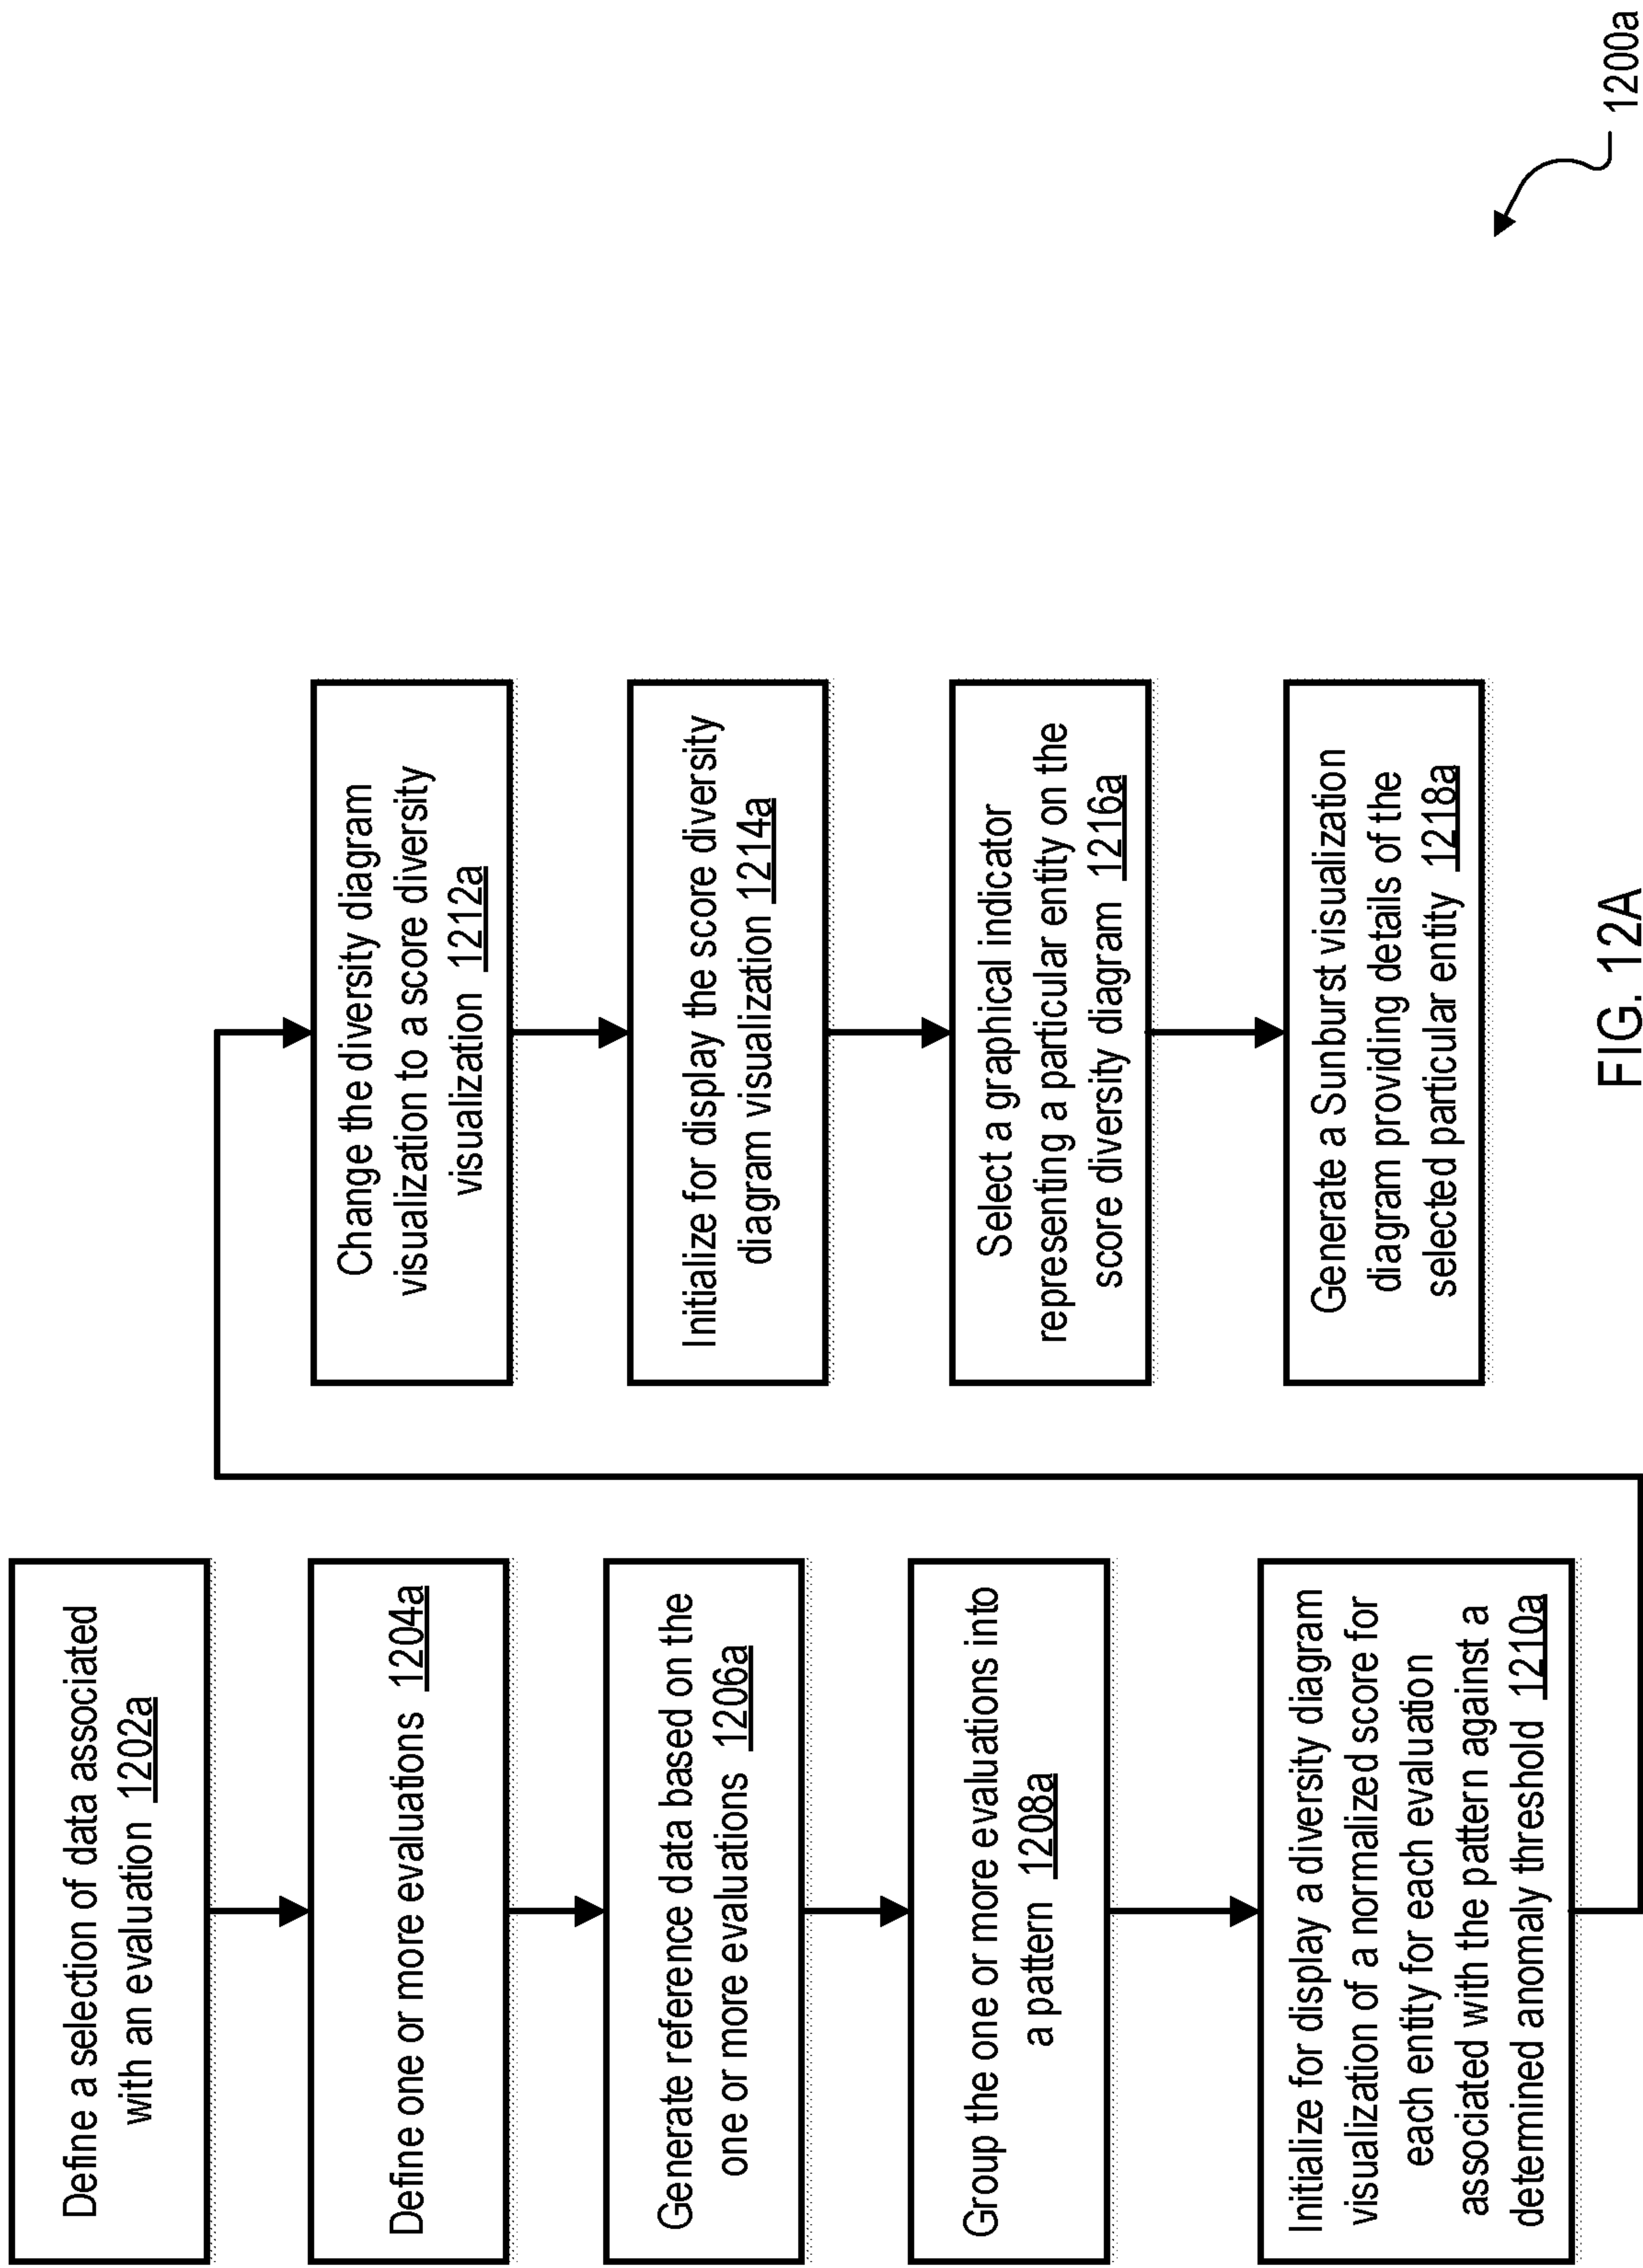 Define a selection of data associated
with an evaluation 1202a
Define one or more evaluations 1204a
Generate reference data based on the
one or more evaluations 1206a
Group the one or more evaluations into
a pattern 1208a
Initialize for display a diversity diagram
visualization of a normalized score for
each entity for each evaluation
associated with the pattern against a
determined anomaly threshold 1210a
Change the diversity diagram
visualization to a score diversity
visualization 1212a
Initialize for display the score diversity
diagram visualization 1214a
Select a graphical indicator
representing a particular entity on the
score diversity diagram 1216a
Generate a Sunburst visualization
diagram providing details of the
selected particular entity 1218a
1200a
FIG. 12A